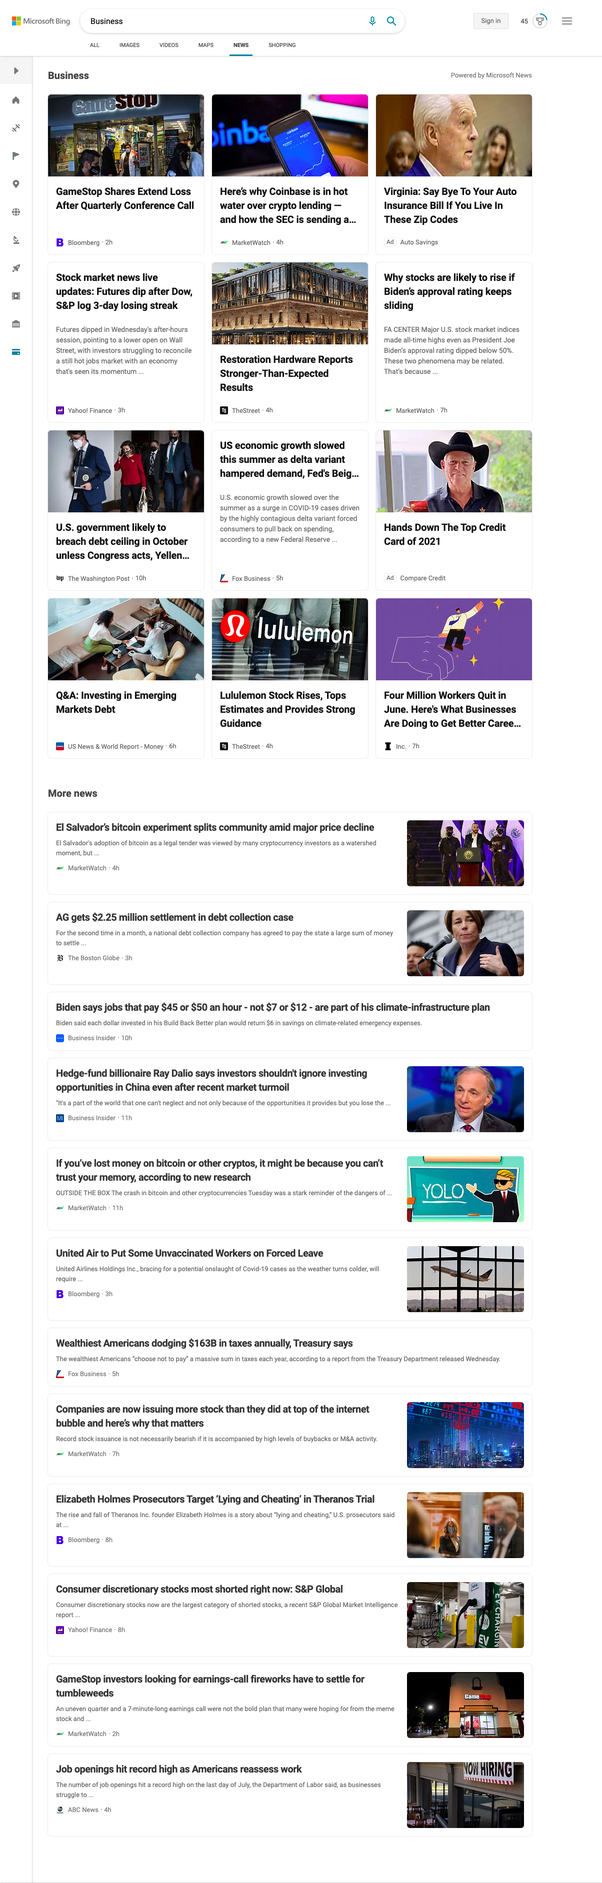 Microsoft Bing
Business
Sign in
45
ALL
IMAGES
VIDEOS
MAPS
NEWS
SHOPPING
Business
Powered by Microsoft News
GameStop
GameStop Shares Extend Loss
After Quarterly Conference Call
Bloomberg · 2h
oinba
Here's why Coinbase is in hot
water over crypto lending —
and how the SEC is sending a...
MarketWatch · 4h
Virginia: Say Bye To Your Auto
Insurance Bill If You Live In
These Zip Codes
Ad Auto Savings
Stock market news live
updates: Futures dip after Dow,
S&P log 3-day losing streak
Futures dipped in Wednesday's after-hours
session, pointing to a lower open on Wall
Street, with investors struggling to reconcile
a still hot jobs market with an economy
that's seen its momentum ...
Yahoo! Finance · 3h
Restoration Hardware Reports
Stronger-Than-Expected
Results
TheStreet · 4h
Why stocks are likely to rise if
Biden's approval rating keeps
sliding
FA CENTER Major U.S. stock market indices
made all-time highs even as President Joe
Biden's approval rating dipped below 50%.
These two phenomena may be related.
That's because ...
MarketWatch · 7h
U.S. government likely to
breach debt ceiling in October
unless Congress acts, Yellen...
wp The Washington Post · 10h
US economic growth slowed
this summer as delta variant
hampered demand, Fed's Beig...
U.S. economic growth slowed over the
summer as a surge in COVID-19 cases driven
by the highly contagious delta variant forced
consumers to pull back on spending,
according to a new Federal Reserve ...
Fox Business · 5h
Hands Down The Top Credit
Card of 2021
Ad Compare Credit
Q&A: Investing in Emerging
Markets Debt
US News & World Report - Money · 6h
lululemon
Lululemon Stock Rises, Tops
Estimates and Provides Strong
Guidance
TheStreet · 4h
Four Million Workers Quit in
June. Here's What Businesses
Are Doing to Get Better Caree...
Inc. · 7h
More news
El Salvador's bitcoin experiment splits community amid major price decline
El Salvador's adoption of bitcoin as a legal tender was viewed by many cryptocurrency investors as a watershed
moment, but ...
MarketWatch · 4h
AG gets $2.25 million settlement in debt collection case
For the second time in a month, a national debt collection company has agreed to pay the state a large sum of money
to settle ...
The Boston Globe · 3h
Biden says jobs that pay $45 or $50 an hour - not $7 or $12 - are part of his climate-infrastructure plan
Biden said each dollar invested in his Build Back Better plan would return $6 in savings on climate-related emergency expenses.
Business Insider · 10h
Hedge-fund billionaire Ray Dalio says investors shouldn't ignore investing
opportunities in China even after recent market turmoil
"It's a part of the world that one can't neglect and not only because of the opportunities it provides but you lose the ...
Business Insider · 11h
If you've lost money on bitcoin or other cryptos, it might be because you can't
trust your memory, according to new research
OUTSIDE THE BOX The crash in bitcoin and other cryptocurrencies Tuesday was a stark reminder of the dangers of ...
MarketWatch · 11h
YOLO
United Air to Put Some Unvaccinated Workers on Forced Leave
United Airlines Holdings Inc., bracing for a potential onslaught of Covid-19 cases as the weather turns colder, will
require ...
Bloomberg · 3h
Wealthiest Americans dodging $163B in taxes annually, Treasury says
The wealthiest Americans "choose not to pay" a massive sum in taxes each year, according to a report from the Treasury Department released Wednesday.
Fox Business · 5h
Companies are now issuing more stock than they did at top of the internet
bubble and here's why that matters
Record stock issuance is not necessarily bearish if it is accompanied by high levels of buybacks or M&A activity.
MarketWatch · 7h
Elizabeth Holmes Prosecutors Target 'Lying and Cheating' in Theranos Trial
The rise and fall of Theranos Inc. founder Elizabeth Holmes is a story about "lying and cheating," U.S. prosecutors said
at ...
Bloomberg · 8h
Consumer discretionary stocks most shorted right now: S&P Global
Consumer discretionary stocks now are the largest category of shorted stocks, a recent S&P Global Market Intelligence
report ...
Yahoo! Finance · 8h
EV CHARGING
GameStop investors looking for earnings-call fireworks have to settle for
tumbleweeds
An uneven quarter and a 7-minute-long earnings call were not the bold plan that many were hoping for from the meme
stock and ...
MarketWatch · 2h
GameStop
Job openings hit record high as Americans reassess work
The number of job openings hit a record high on the last day of July, the Department of Labor said, as businesses
struggle to ...
ABC News · 4h
NOW HIRING